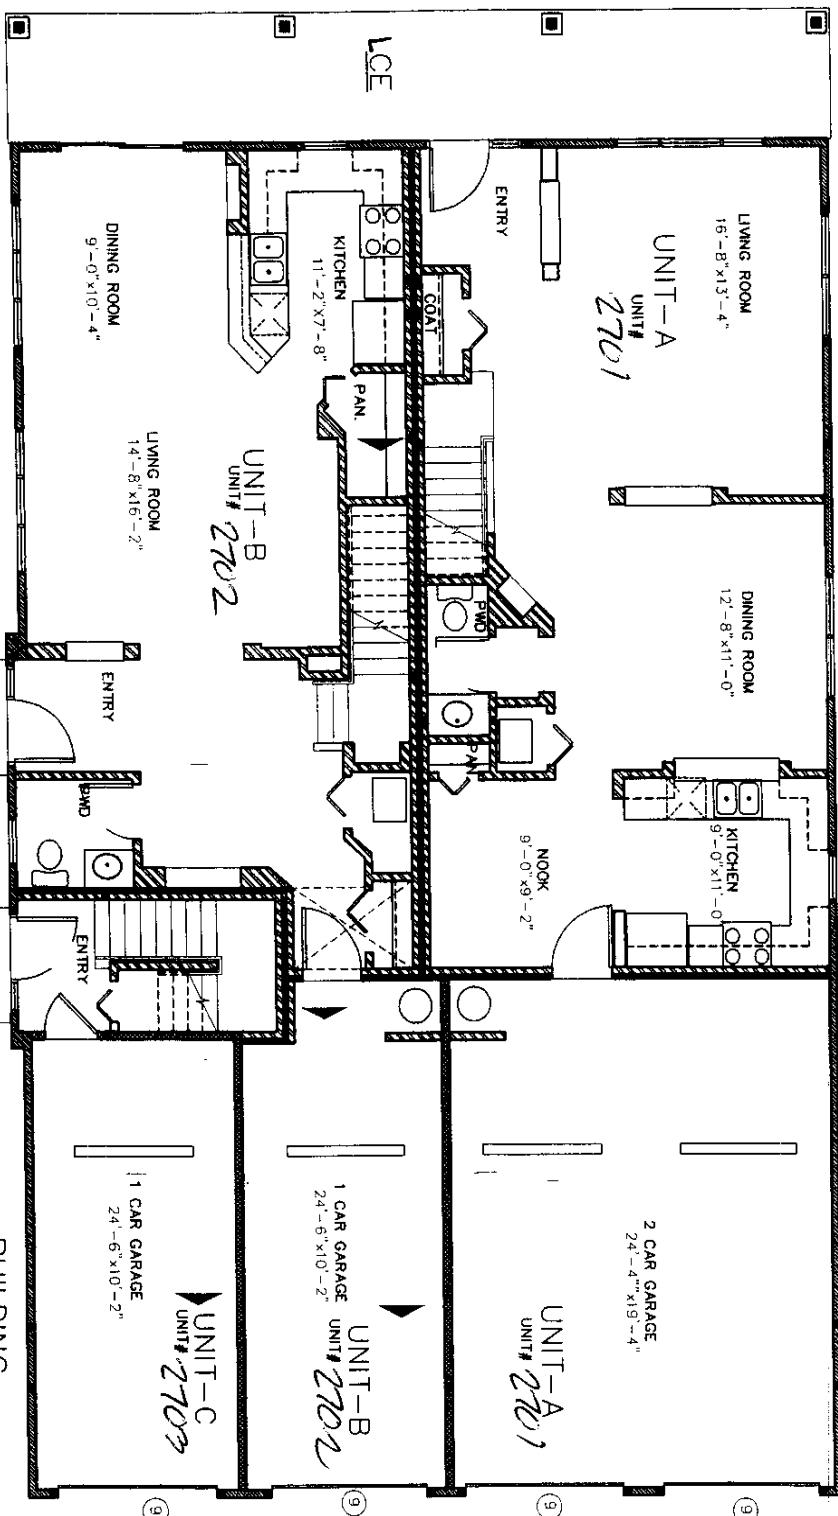 LCE
ENTRY
LIVING ROOM
16'-8"x13'-4"
UNIT-A
UNIT# 2701
COAT
KITCHEN
11'-2"x7'-8"
DINING ROOM
9'-0"x10'-4"
PAN.
LIVING ROOM
14'-8"x16'-2"
UNIT-B
UNIT# 2702
PWD
DINING ROOM
12'-8"x11'-0"
ENTRY
PAN
PWD
KITCHEN
9'-0"x11'-0"
NOOK
9'-0"x9'-2"
ENTRY
2 CAR GARAGE
24'-4""x19'-4"
1 CAR GARAGE
24'-6"x10'-2"
1 CAR GARAGE
24'-6"x10'-2"
UNIT-A
UNIT# 2701
UNIT-B
UNIT# 2702
UNIT-C
UNIT# 2703
9
9
9
9